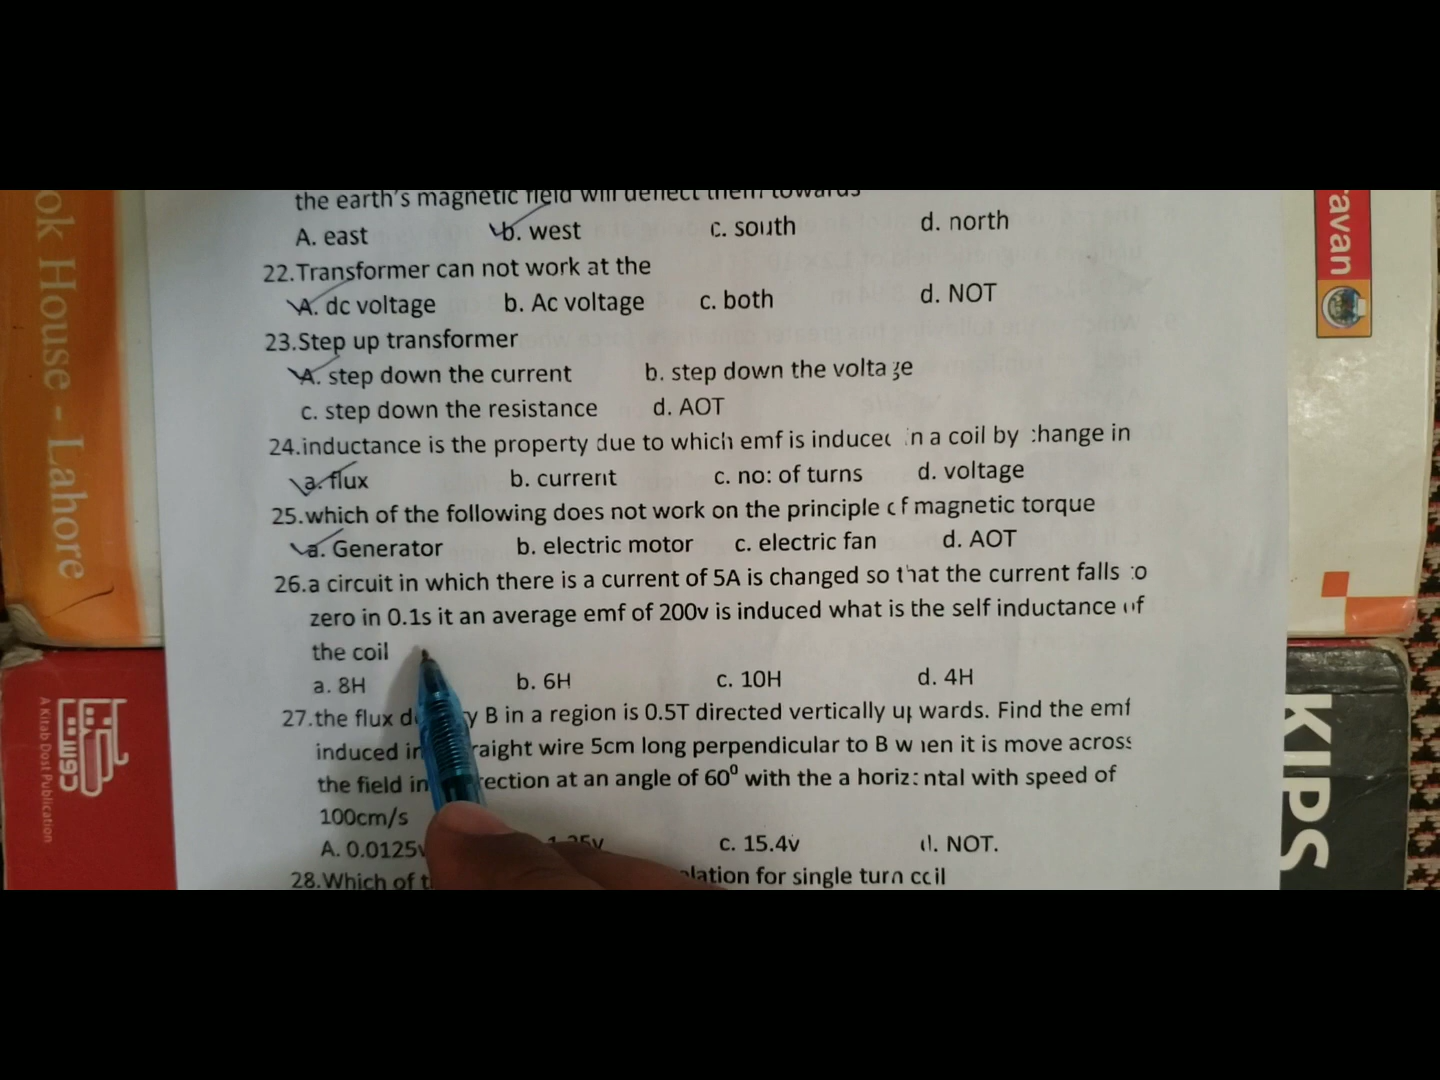 the earth's magnetic field will deflect them towards
A. east b. west c. south d. north
22.Transformer can not work at the
A. dc voltage b. Ac voltage c. both d. NOT
23.Step up transformer
A. step down the current b. step down the voltage
c. step down the resistance d. AOT
24.inductance is the property due to which emf is induced in a coil by change in
a. flux b. current c. no: of turns d. voltage
25.which of the following does not work on the principle of magnetic torque
a. Generator b. electric motor c. electric fan d. AOT
26.a circuit in which there is a current of 5A is changed so that the current falls to
zero in 0.1s it an average emf of 200v is induced what is the self inductance of
the coil
a. 8H b. 6H c. 10H d. 4H
27.the flux B in a region is 0.5T directed vertically upwards. Find the emf
induced in wire 5cm long perpendicular to B when it is move across
the field in at an angle of 60⁰ with the a horizontal with speed of
100cm/s
A. 0.0125v c. 15.4v d. NOT.
28.Which of for single turn coil
ok House - Lahore
دوست
A Kitab Dost Publication
ravan
KIPS